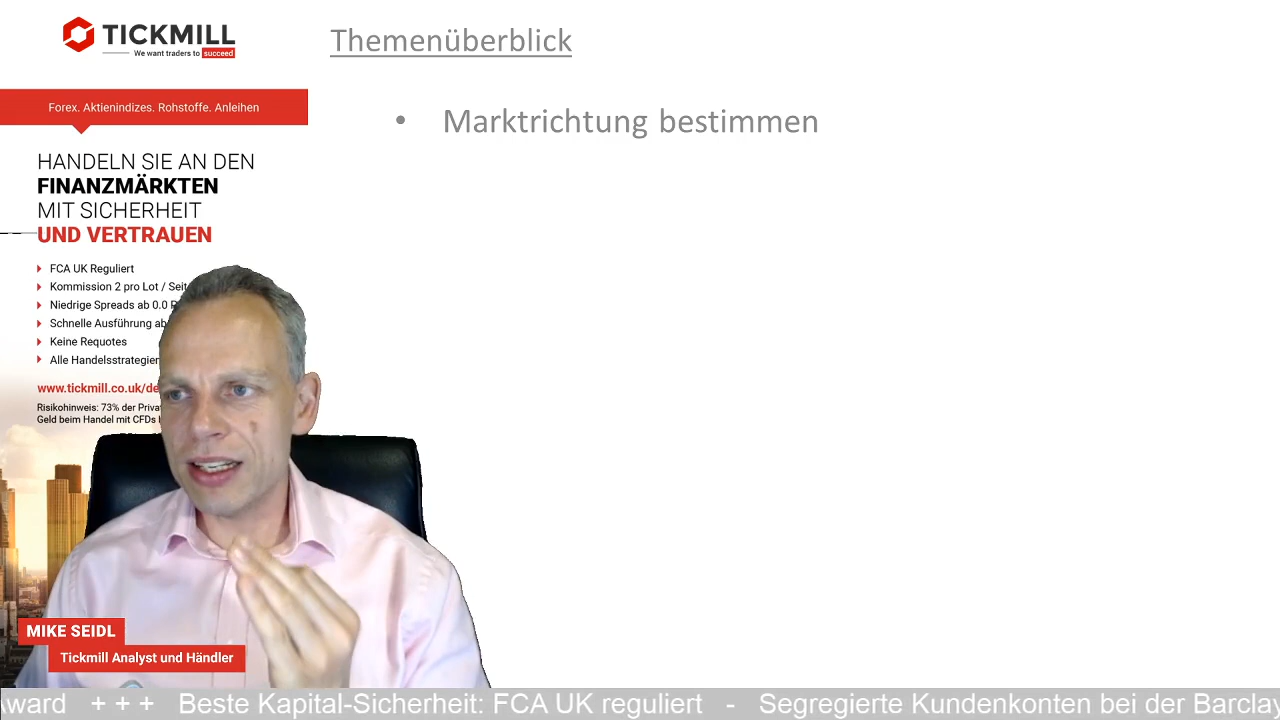 TICKMILL
We want traders to succeed
Themenüberblick
• Marktrichtung bestimmen
Forex. Aktienindizes. Rohstoffe. Anleihen
HANDELN SIE AN DEN
FINANZMÄRKTEN
MIT SICHERHEIT
UND VERTRAUEN
FCA UK Reguliert
Kommission 2 pro Lot /
Niedrige Spreads ab 0.0
Schnelle Ausführung ab
Keine Requotes
Alle Handelsstrategien
www.tickmill.co.uk/de
Risikohinweis: 73% der
Geld beim Handel mit CFDs
MIKE SEIDL
Tickmill Analyst und Händler
ward +++ Beste Kapital-Sicherheit: FCA UK reguliert - Segregierte Kundenkonten bei der Barclay